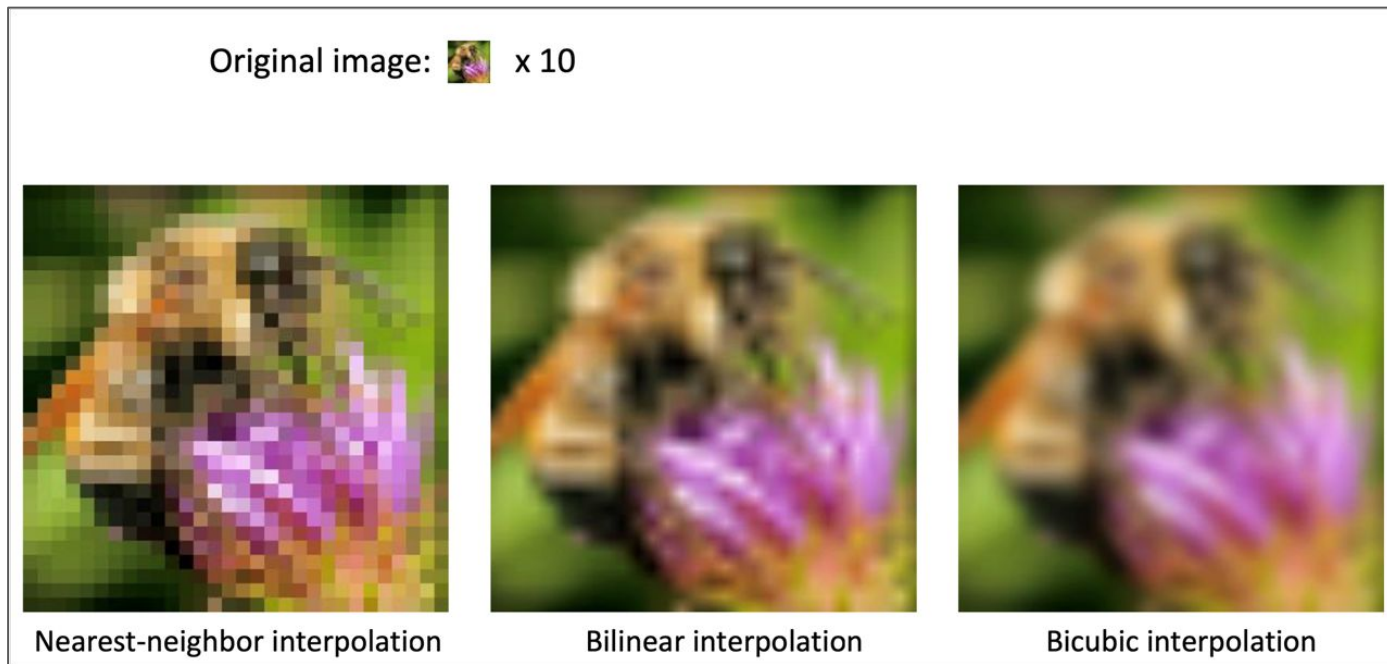 Original image: x 10
Nearest-neighbor interpolation
Bilinear interpolation
Bicubic interpolation